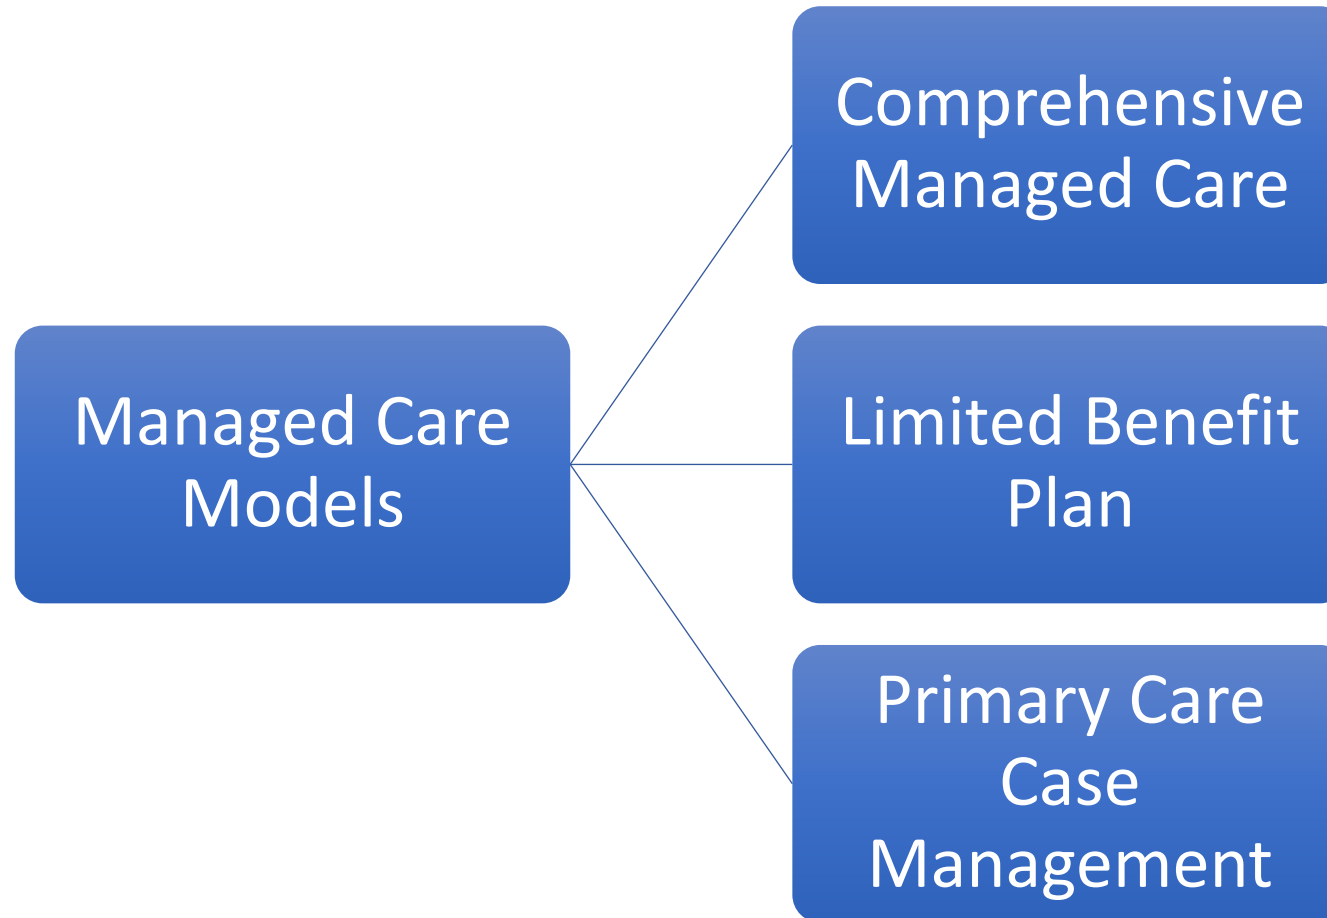 Comprehensive
Managed Care
Managed Care
Models
Limited Benefit
Plan
Primary Care
Case
Management